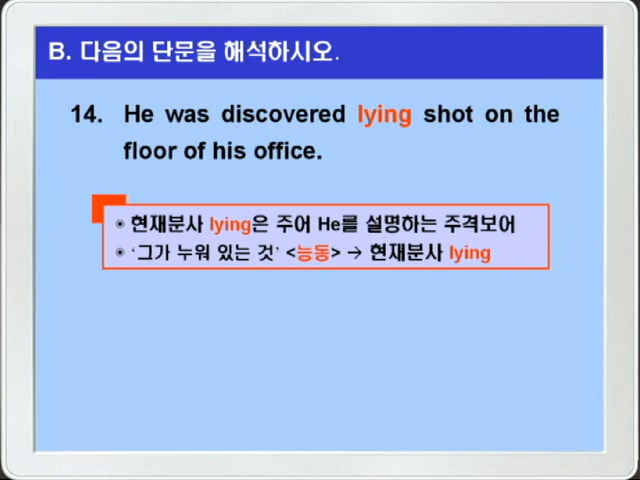 B. 다음의 단문을 해석하시오.
14. He was discovered lying shot on the
floor of his office.
◉ 현재분사 lying은 주어 He를 설명하는 주격보어
◉ ‘그가 누워 있는 것’ <능동> → 현재분사 lying